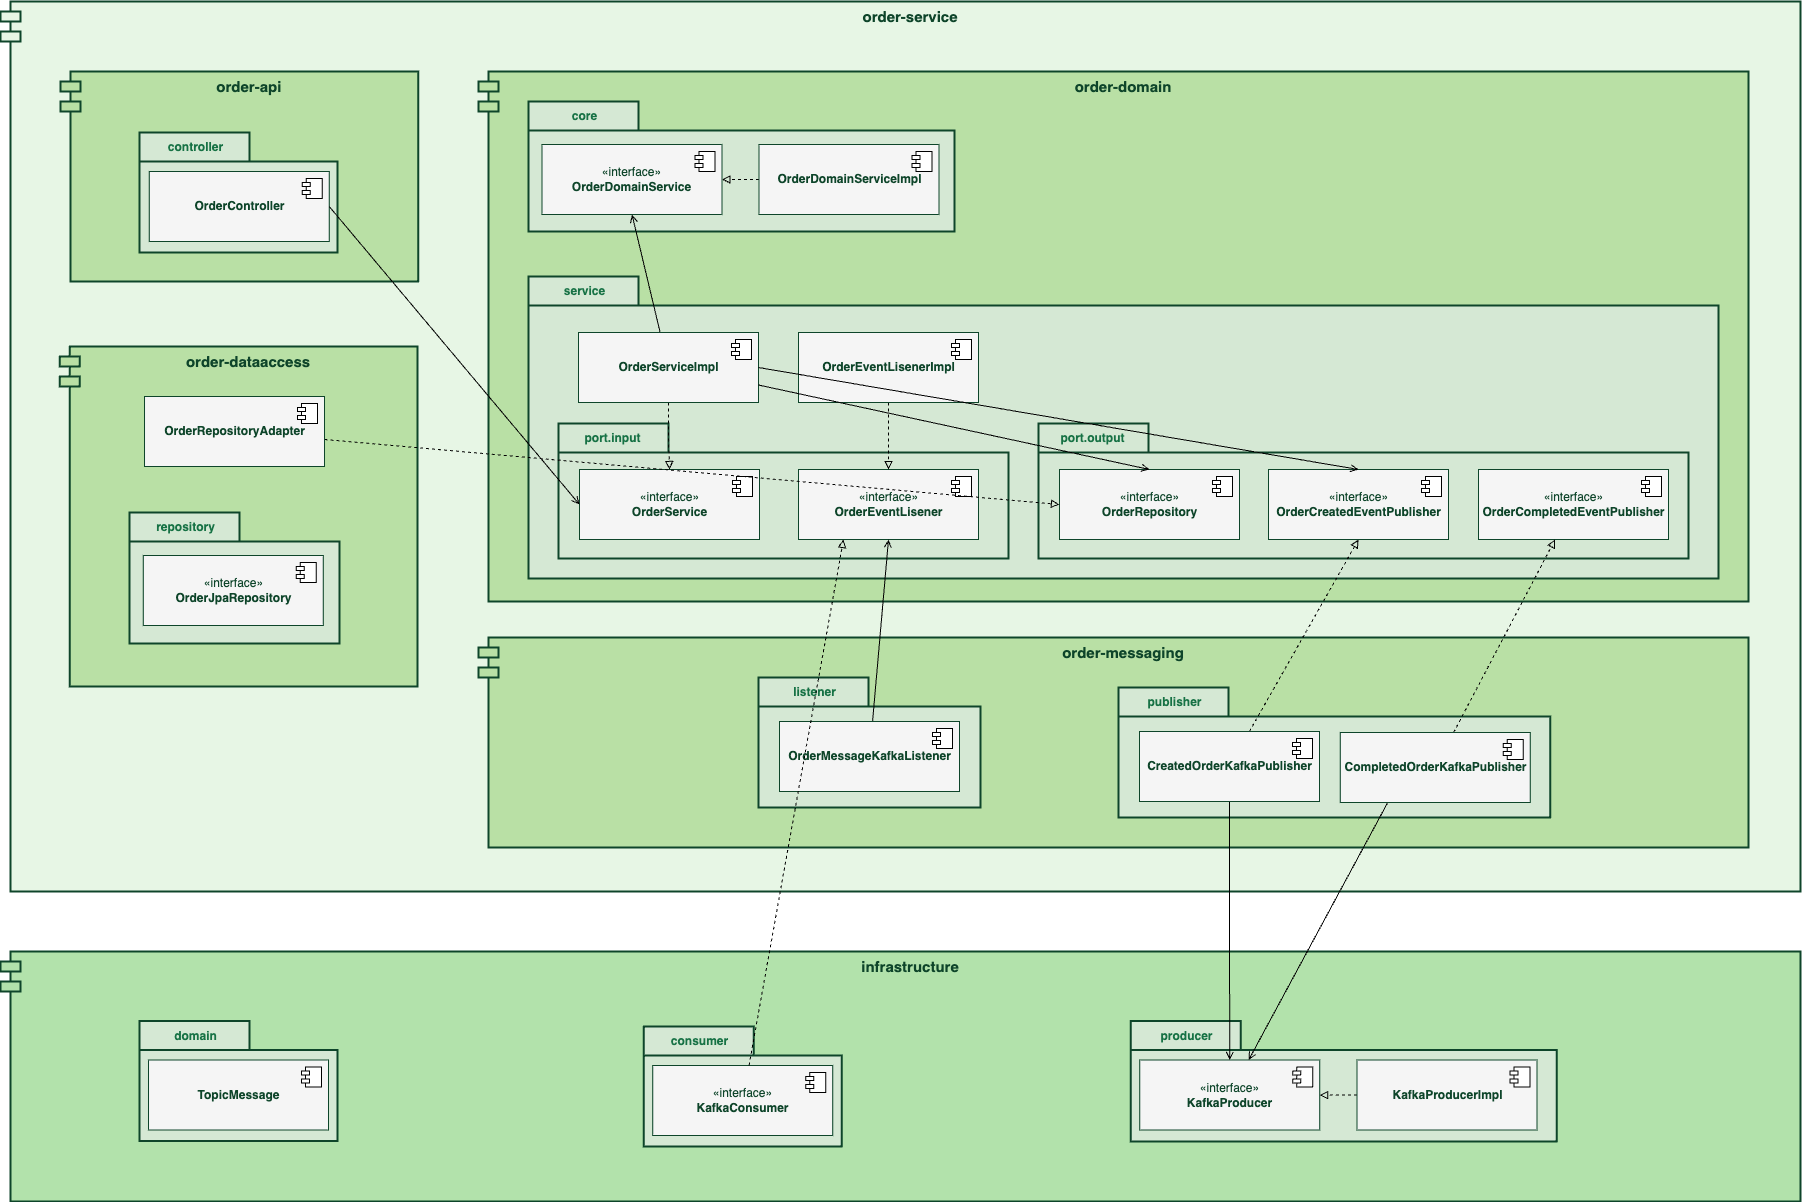 order-service
order-api
controller
OrderController
order-domain
core
«interface»
OrderDomainService
OrderDomainServiceImpl
service
OrderServiceImpl
OrderEventLisenerImpl
port.input
«interface»
OrderService
«interface»
OrderEventLisener
port.output
«interface»
OrderRepository
«interface»
OrderCreatedEventPublisher
«interface»
OrderCompletedEventPublisher
order-dataaccess
OrderRepositoryAdapter
repository
«interface»
OrderJpaRepository
order-messaging
listener
OrderMessageKafkaListener
publisher
CreatedOrderKafkaPublisher
CompletedOrderKafkaPublisher
infrastructure
domain
TopicMessage
consumer
«interface»
KafkaConsumer
producer
«interface»
KafkaProducer
KafkaProducerImpl